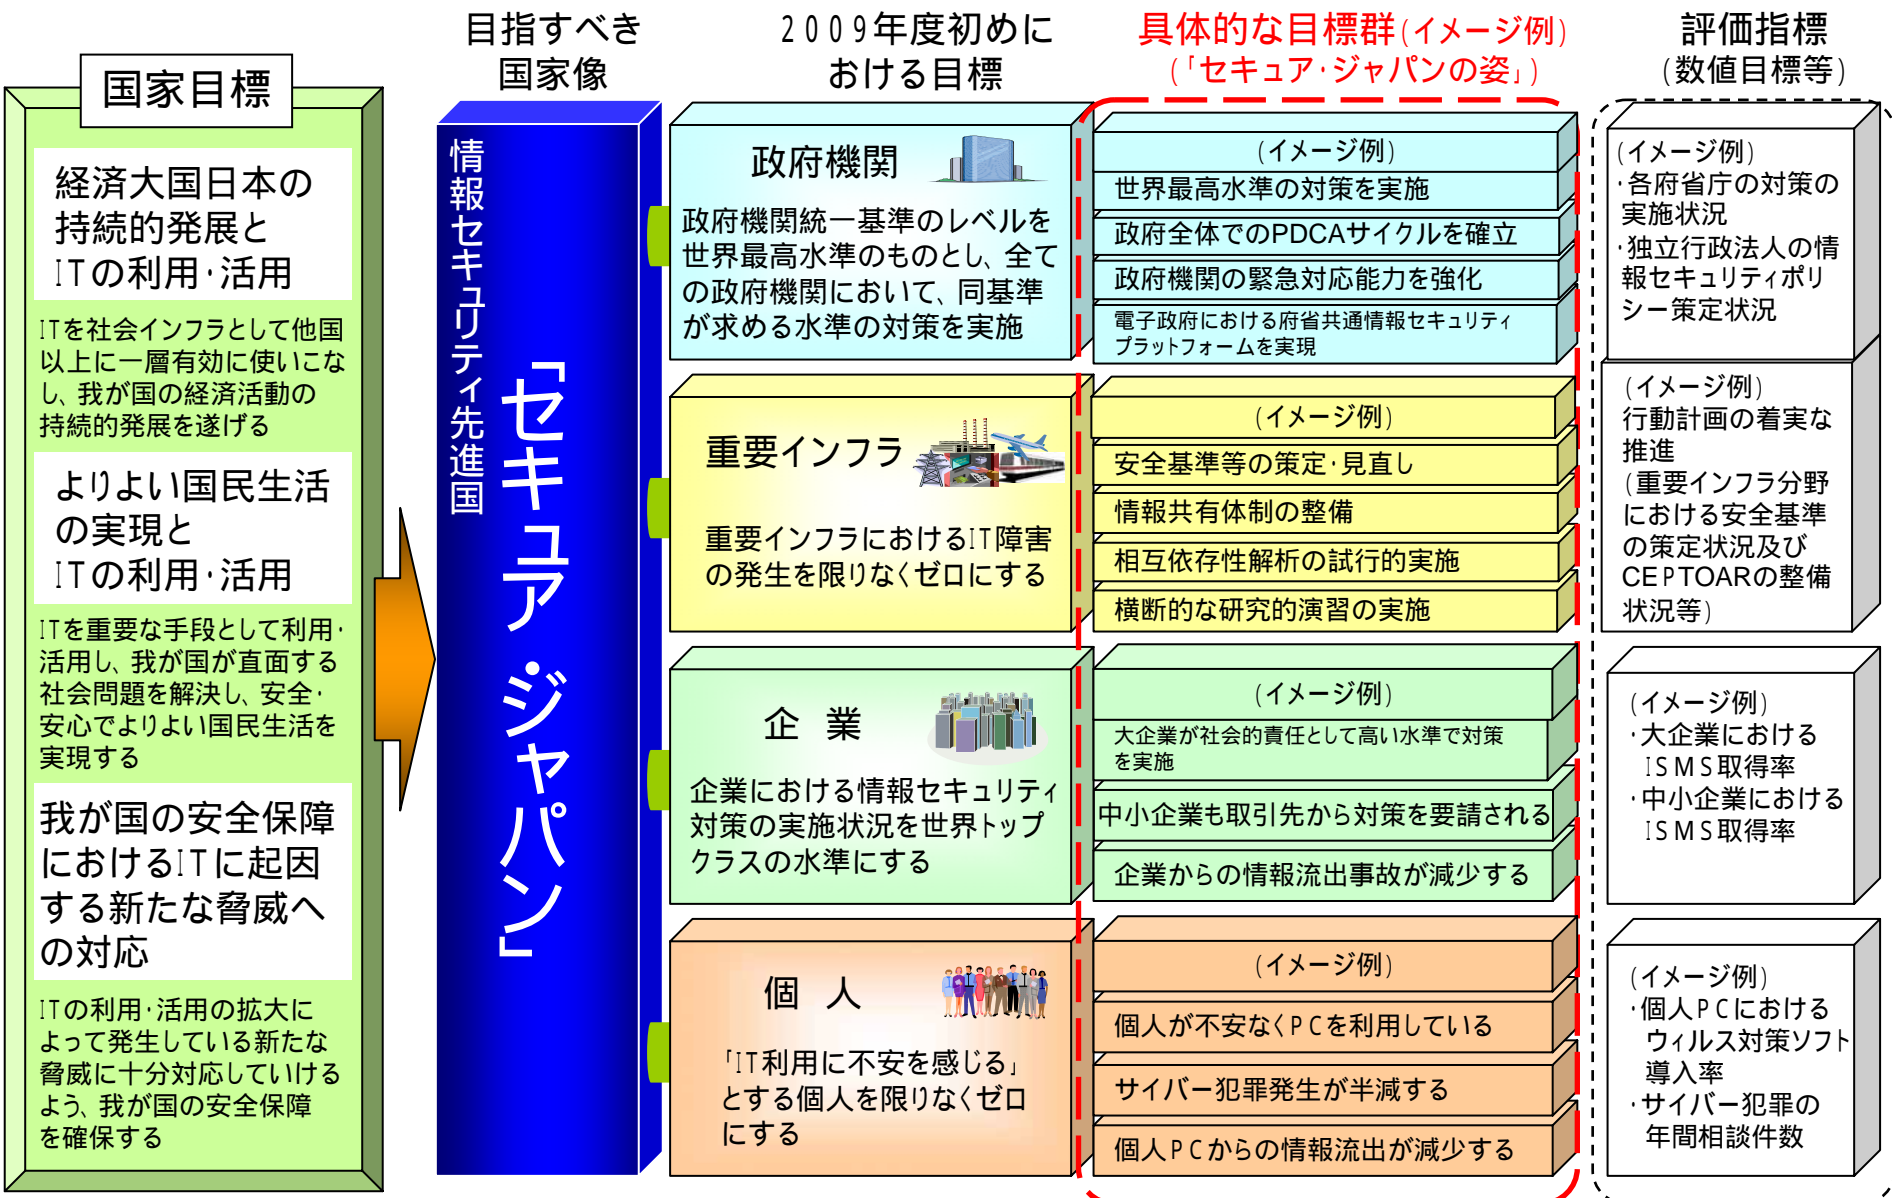 目指すべき
国家像
2009年度初めに
おける目標
具体的な目標群(イメージ例)
(「セキュア・ジャパンの姿」)
評価指標
(数値目標等)
国家目標
経済大国日本の
持続的発展と
ITの利用・活用
ITを社会インフラとして他国
以上に一層有効に使いこな
し、我が国の経済活動の
持続的発展を遂げる
よりよい国民生活
の実現と
ITの利用・活用
ITを重要な手段として利用・
活用し、我が国が直面する
社会問題を解決し、安全・
安心でよりよい国民生活を
実現する
我が国の安全保障
におけるITに起因
する新たな脅威へ
の対応
ITの利用・活用の拡大に
よって発生している新たな
脅威に十分対応していける
よう、我が国の安全保障
を確保する
情報セキュリティ先進国
「セキュア・ジャパン」
政府機関
政府機関統一基準のレベルを
世界最高水準のものとし、全て
の政府機関において、同基準
が求める水準の対策を実施
(イメージ例)
世界最高水準の対策を実施
政府全体でのPDCAサイクルを確立
政府機関の緊急対応能力を強化
電子政府における府省共通情報セキュリティ
プラットフォームを実現
(イメージ例)
・各府省庁の対策の
実施状況
・独立行政法人の情
報セキュリティポリ
シー策定状況
重要インフラ
重要インフラにおけるIT障害
の発生を限りなくゼロにする
(イメージ例)
安全基準等の策定・見直し
情報共有体制の整備
相互依存性解析の試行的実施
横断的な研究的演習の実施
(イメージ例)
行動計画の着実な
推進
(重要インフラ分野
における安全基準
の策定状況及び
CEPTOARの整備
状況等)
企 業
企業における情報セキュリティ
対策の実施状況を世界トップ
クラスの水準にする
(イメージ例)
大企業が社会的責任として高い水準で対策
を実施
中小企業も取引先から対策を要請される
企業からの情報流出事故が減少する
(イメージ例)
・大企業における
ISMS取得率
・中小企業における
ISMS取得率
個 人
「IT利用に不安を感じる」
とする個人を限りなくゼロ
にする
(イメージ例)
個人が不安なくPCを利用している
サイバー犯罪発生が半減する
個人PCからの情報流出が減少する
(イメージ例)
・個人PCにおける
ウィルス対策ソフト
導入率
・サイバー犯罪の
年間相談件数